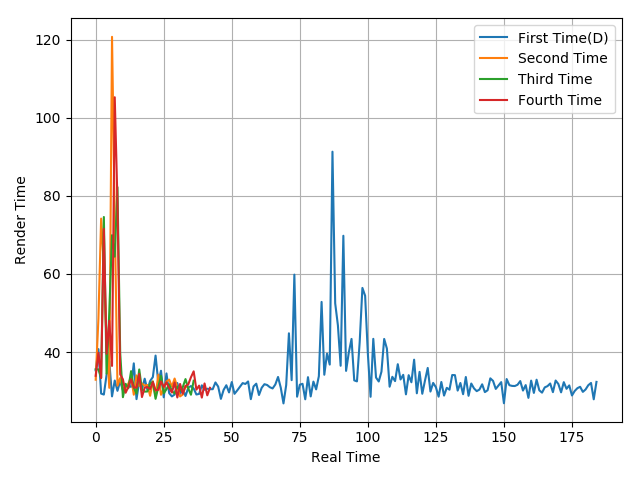 First Time(D)
Second Time
Third Time
Fourth Time
Render Time
120
100
80
60
40
0
25
50
75
100
125
150
175
Real Time